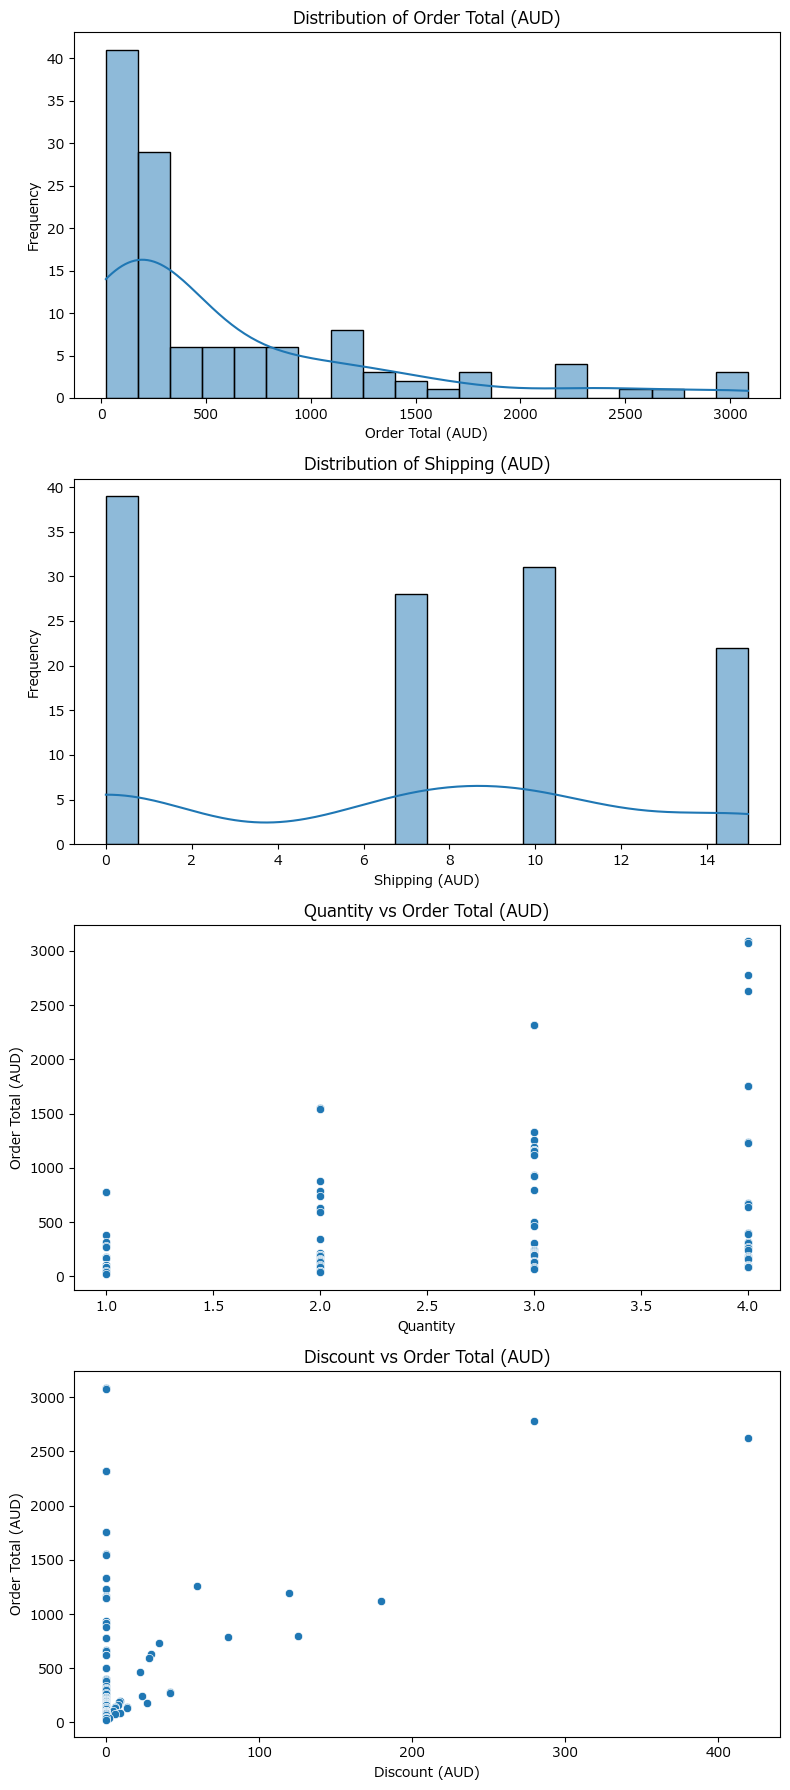 Distribution of Order Total (AUD)
40
35
30
25
20
15
10
5
0
Frequency
0 500 1000 1500 2000 2500 3000
Order Total (AUD)
Distribution of Shipping (AUD)
40
35
30
25
20
15
10
5
0
Frequency
0 2 4 6 8 10 12 14
Shipping (AUD)
Quantity vs Order Total (AUD)
3000
2500
2000
1500
1000
500
0
Order Total (AUD)
1.0 1.5 2.0 2.5 3.0 3.5 4.0
Quantity
Discount vs Order Total (AUD)
3000
2500
2000
1500
1000
500
0
Order Total (AUD)
0 100 200 300 400
Discount (AUD)